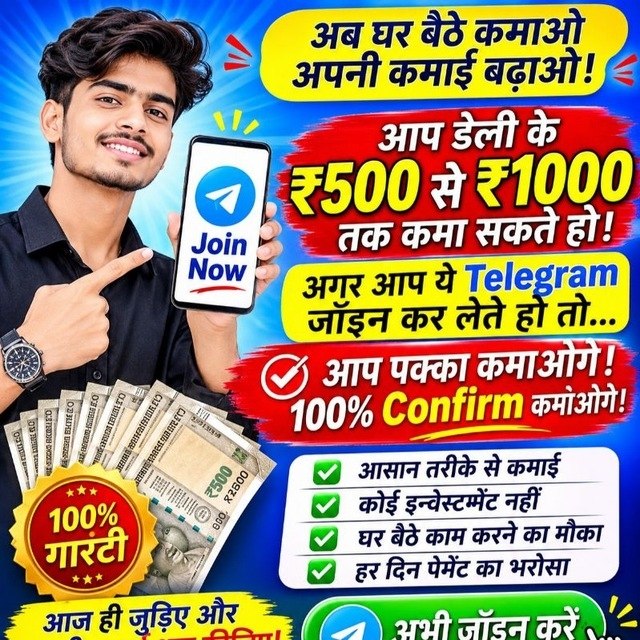 अब घर बैठे कमाओ
अपनी कमाई बढ़ाओ!
आप डेली के
₹500 से ₹1000
तक कमा सकते हो!
Join
Now
अगर आप ये Telegram
जॉइन कर लेते हो तो...
आप पक्का कमाओगे!
100% Confirm कमांओगे!
आसान तरीके से कमाई
कोई इन्वेस्टमेंट नहीं
घर बैठे काम करने का मौका
हर दिन पेमेंट का भरोसा
₹500
100%
गारंटी
आज ही जुड़िए और
अभी जॉइन करें